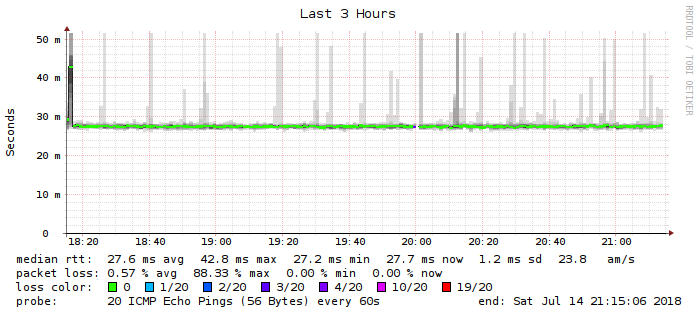 Last 3 Hours
RRDTOOL / TOBI OETIKER
Seconds
50 m
40 m
30 m
20 m
10 m
0
18:20 18:40 19:00 19:20 19:40 20:00 20:20 20:40 21:00
median rtt: 27.6 ms avg 42.8 ms max 27.2 ms min 27.7 ms now 1.2 ms sd 23.8 am/s
packet loss: 0.57 % avg 88.33 % max 0.00 % min 0.00 % now
loss color: 0 1/20 2/20 3/20 4/20 10/20 19/20
probe: 20 ICMP Echo Pings (56 Bytes) every 60s end: Sat Jul 14 21:15:06 2018